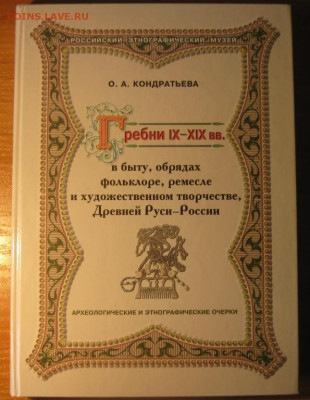 COINS.LAVE.RU
РОССИЙСКИЙ ЭТНОГРАФИЧЕСКИЙ МУЗЕЙ
О. А. КОНДРАТЬЕВА
Гребни IX–XIX вв.
в быту, обрядах
фольклоре, ремесле
и художественном творчестве,
Древней Руси–России
АРХЕОЛОГИЧЕСКИЕ И ЭТНОГРАФИЧЕСКИЕ ОЧЕРКИ